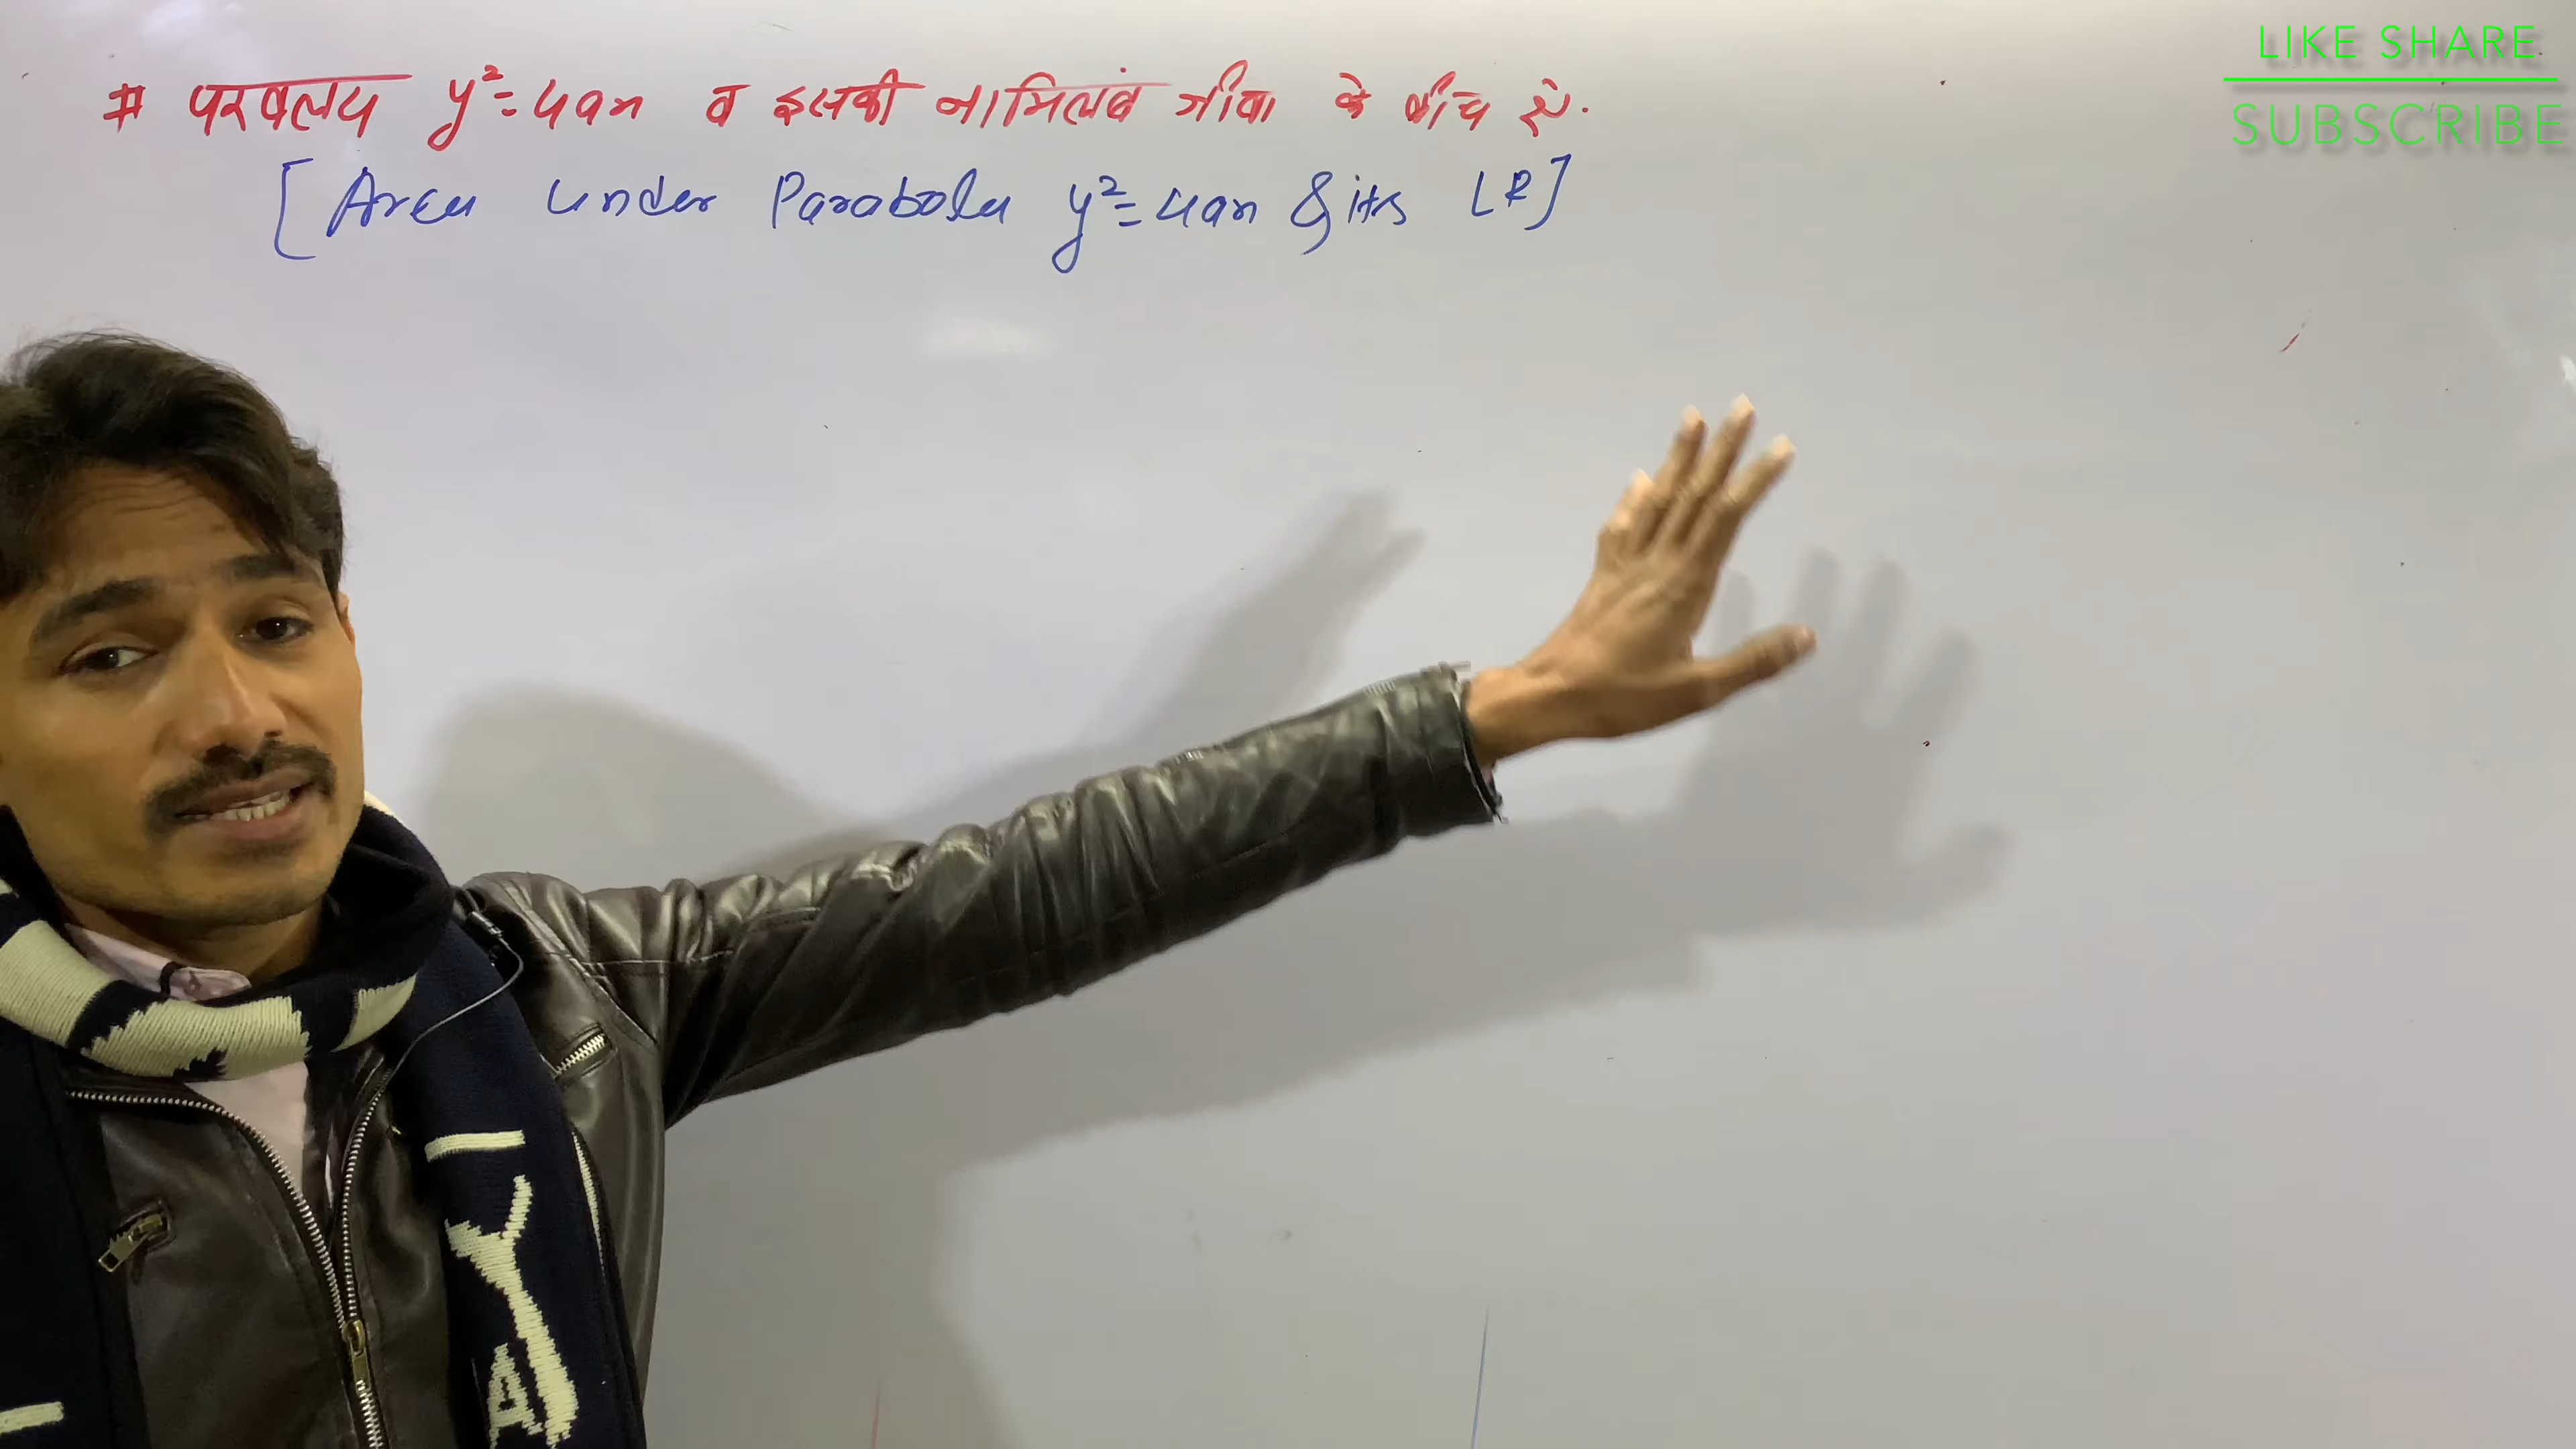 # परवलय y²=4ax व इसकी नाभिलंब जीवा के बीच क्षे.
[Area under Parabola y²=4ax & its LR]
LIKE SHARE
SUBSCRIBE